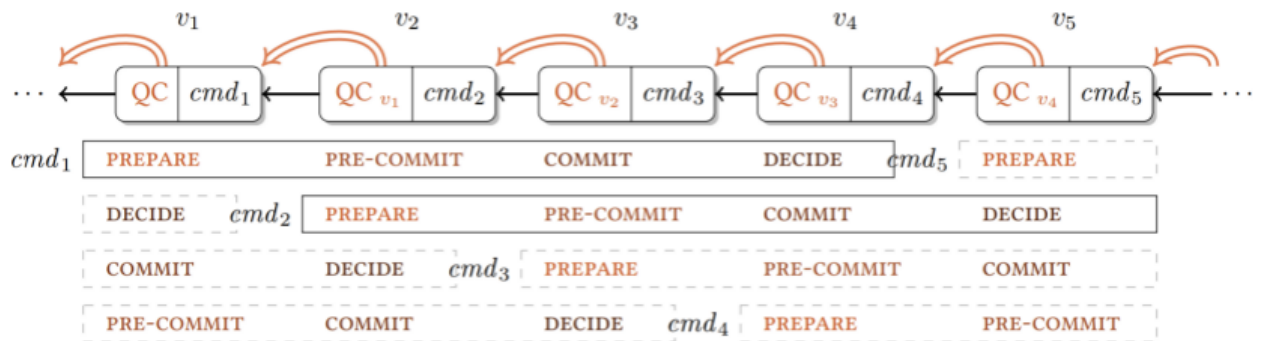 v₁ v₂ v₃ v₄ v₅
··· QC cmd₁ QC v₁ cmd₂ QC v₂ cmd₃ QC v₃ cmd₄ QC v₄ cmd₅ ···
cmd₁ PREPARE PRE-COMMIT COMMIT DECIDE cmd₅ PREPARE
DECIDE cmd₂ PREPARE PRE-COMMIT COMMIT DECIDE
COMMIT DECIDE cmd₃ PREPARE PRE-COMMIT COMMIT
PRE-COMMIT COMMIT DECIDE cmd₄ PREPARE PRE-COMMIT